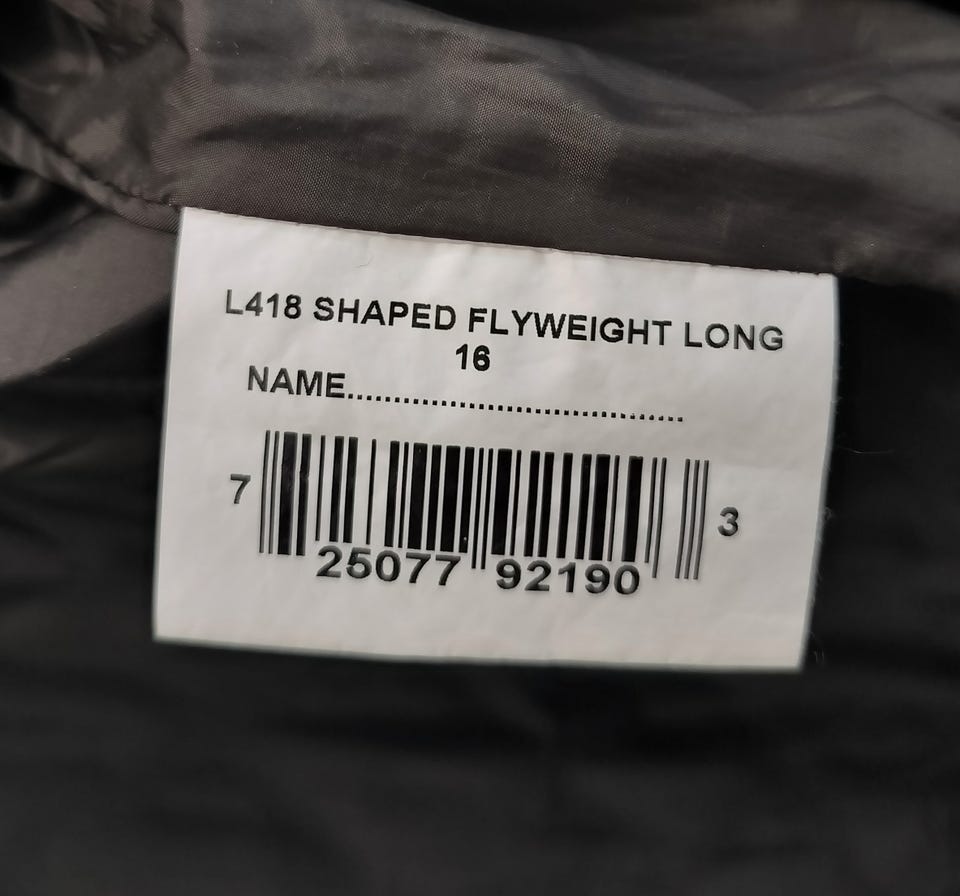 L418 SHAPED FLYWEIGHT LONG
16
NAME...................................
7 25077 92190 3